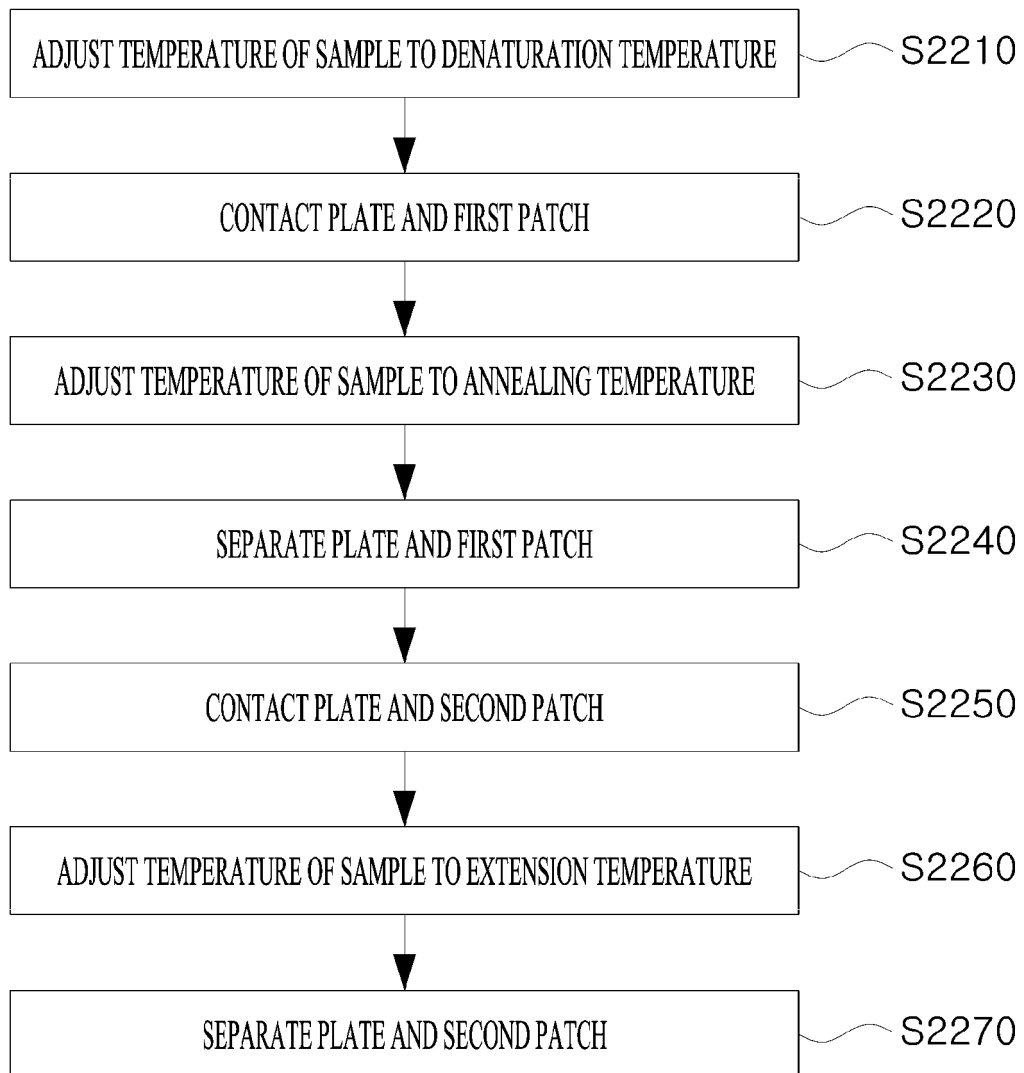 ADJUST TEMPERATURE OF SAMPLE TO DENATURATION TEMPERATURE S2210
CONTACT PLATE AND FIRST PATCH S2220
ADJUST TEMPERATURE OF SAMPLE TO ANNEALING TEMPERATURE S2230
SEPARATE PLATE AND FIRST PATCH S2240
CONTACT PLATE AND SECOND PATCH S2250
ADJUST TEMPERATURE OF SAMPLE TO EXTENSION TEMPERATURE S2260
SEPARATE PLATE AND SECOND PATCH S2270